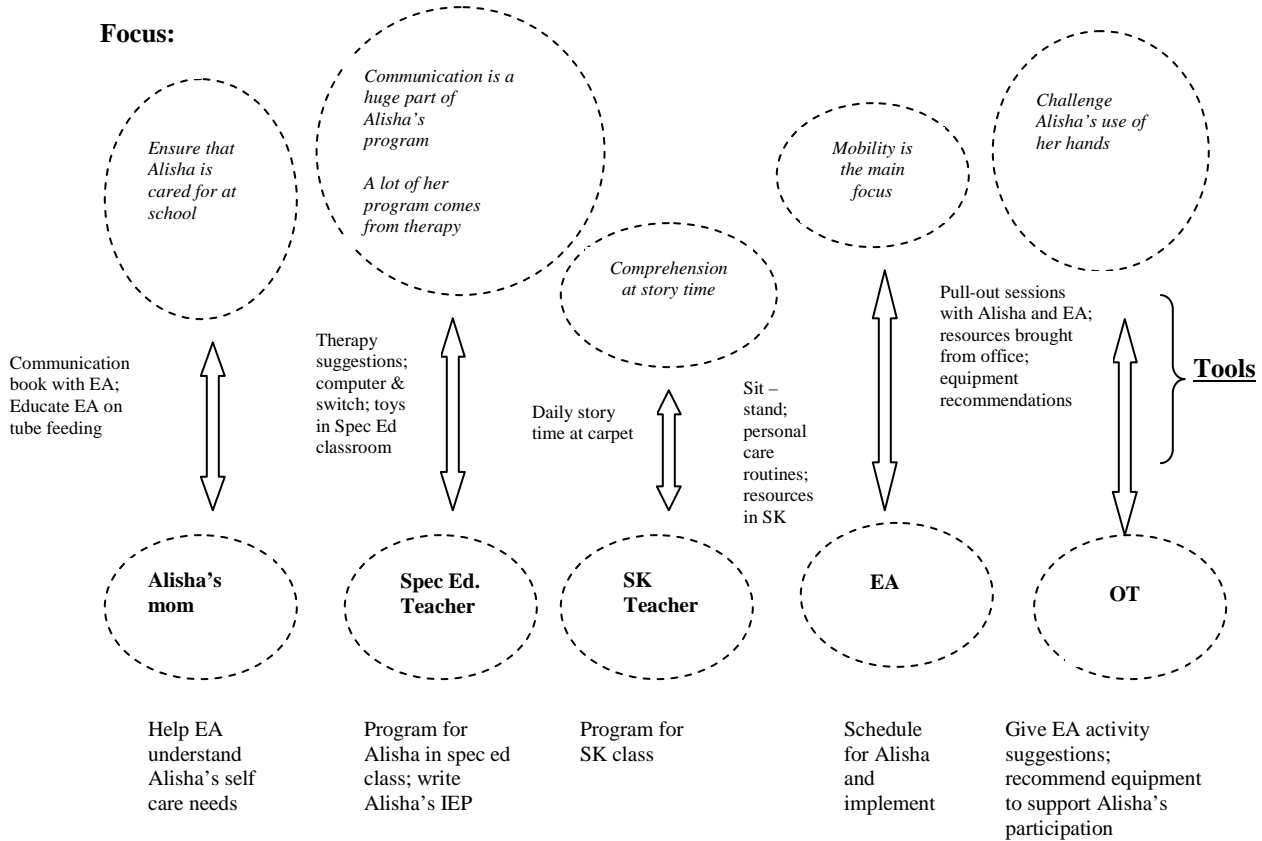 Focus:
Ensure that
Alisha is
cared for at
school
Communication is a
huge part of
Alisha's
program
A lot of her
program comes
from therapy
Comprehension
at story time
Mobility is
the main
focus
Challenge
Alisha's use of
her hands
Communication
book with EA;
Educate EA on
tube feeding
Therapy
suggestions;
computer &
switch; toys
in Spec Ed
classroom
Daily story
time at carpet
Sit –
stand;
personal
care
routines;
resources
in SK
Pull-out sessions
with Alisha and EA;
resources brought
from office;
equipment
recommendations
Tools
Alisha's
mom
Spec Ed.
Teacher
SK
Teacher
EA
OT
Help EA
understand
Alisha's self
care needs
Program for
Alisha in spec ed
class; write
Alisha's IEP
Program for
SK class
Schedule
for Alisha
and
implement
Give EA activity
suggestions;
recommend equipment
to support Alisha's
participation